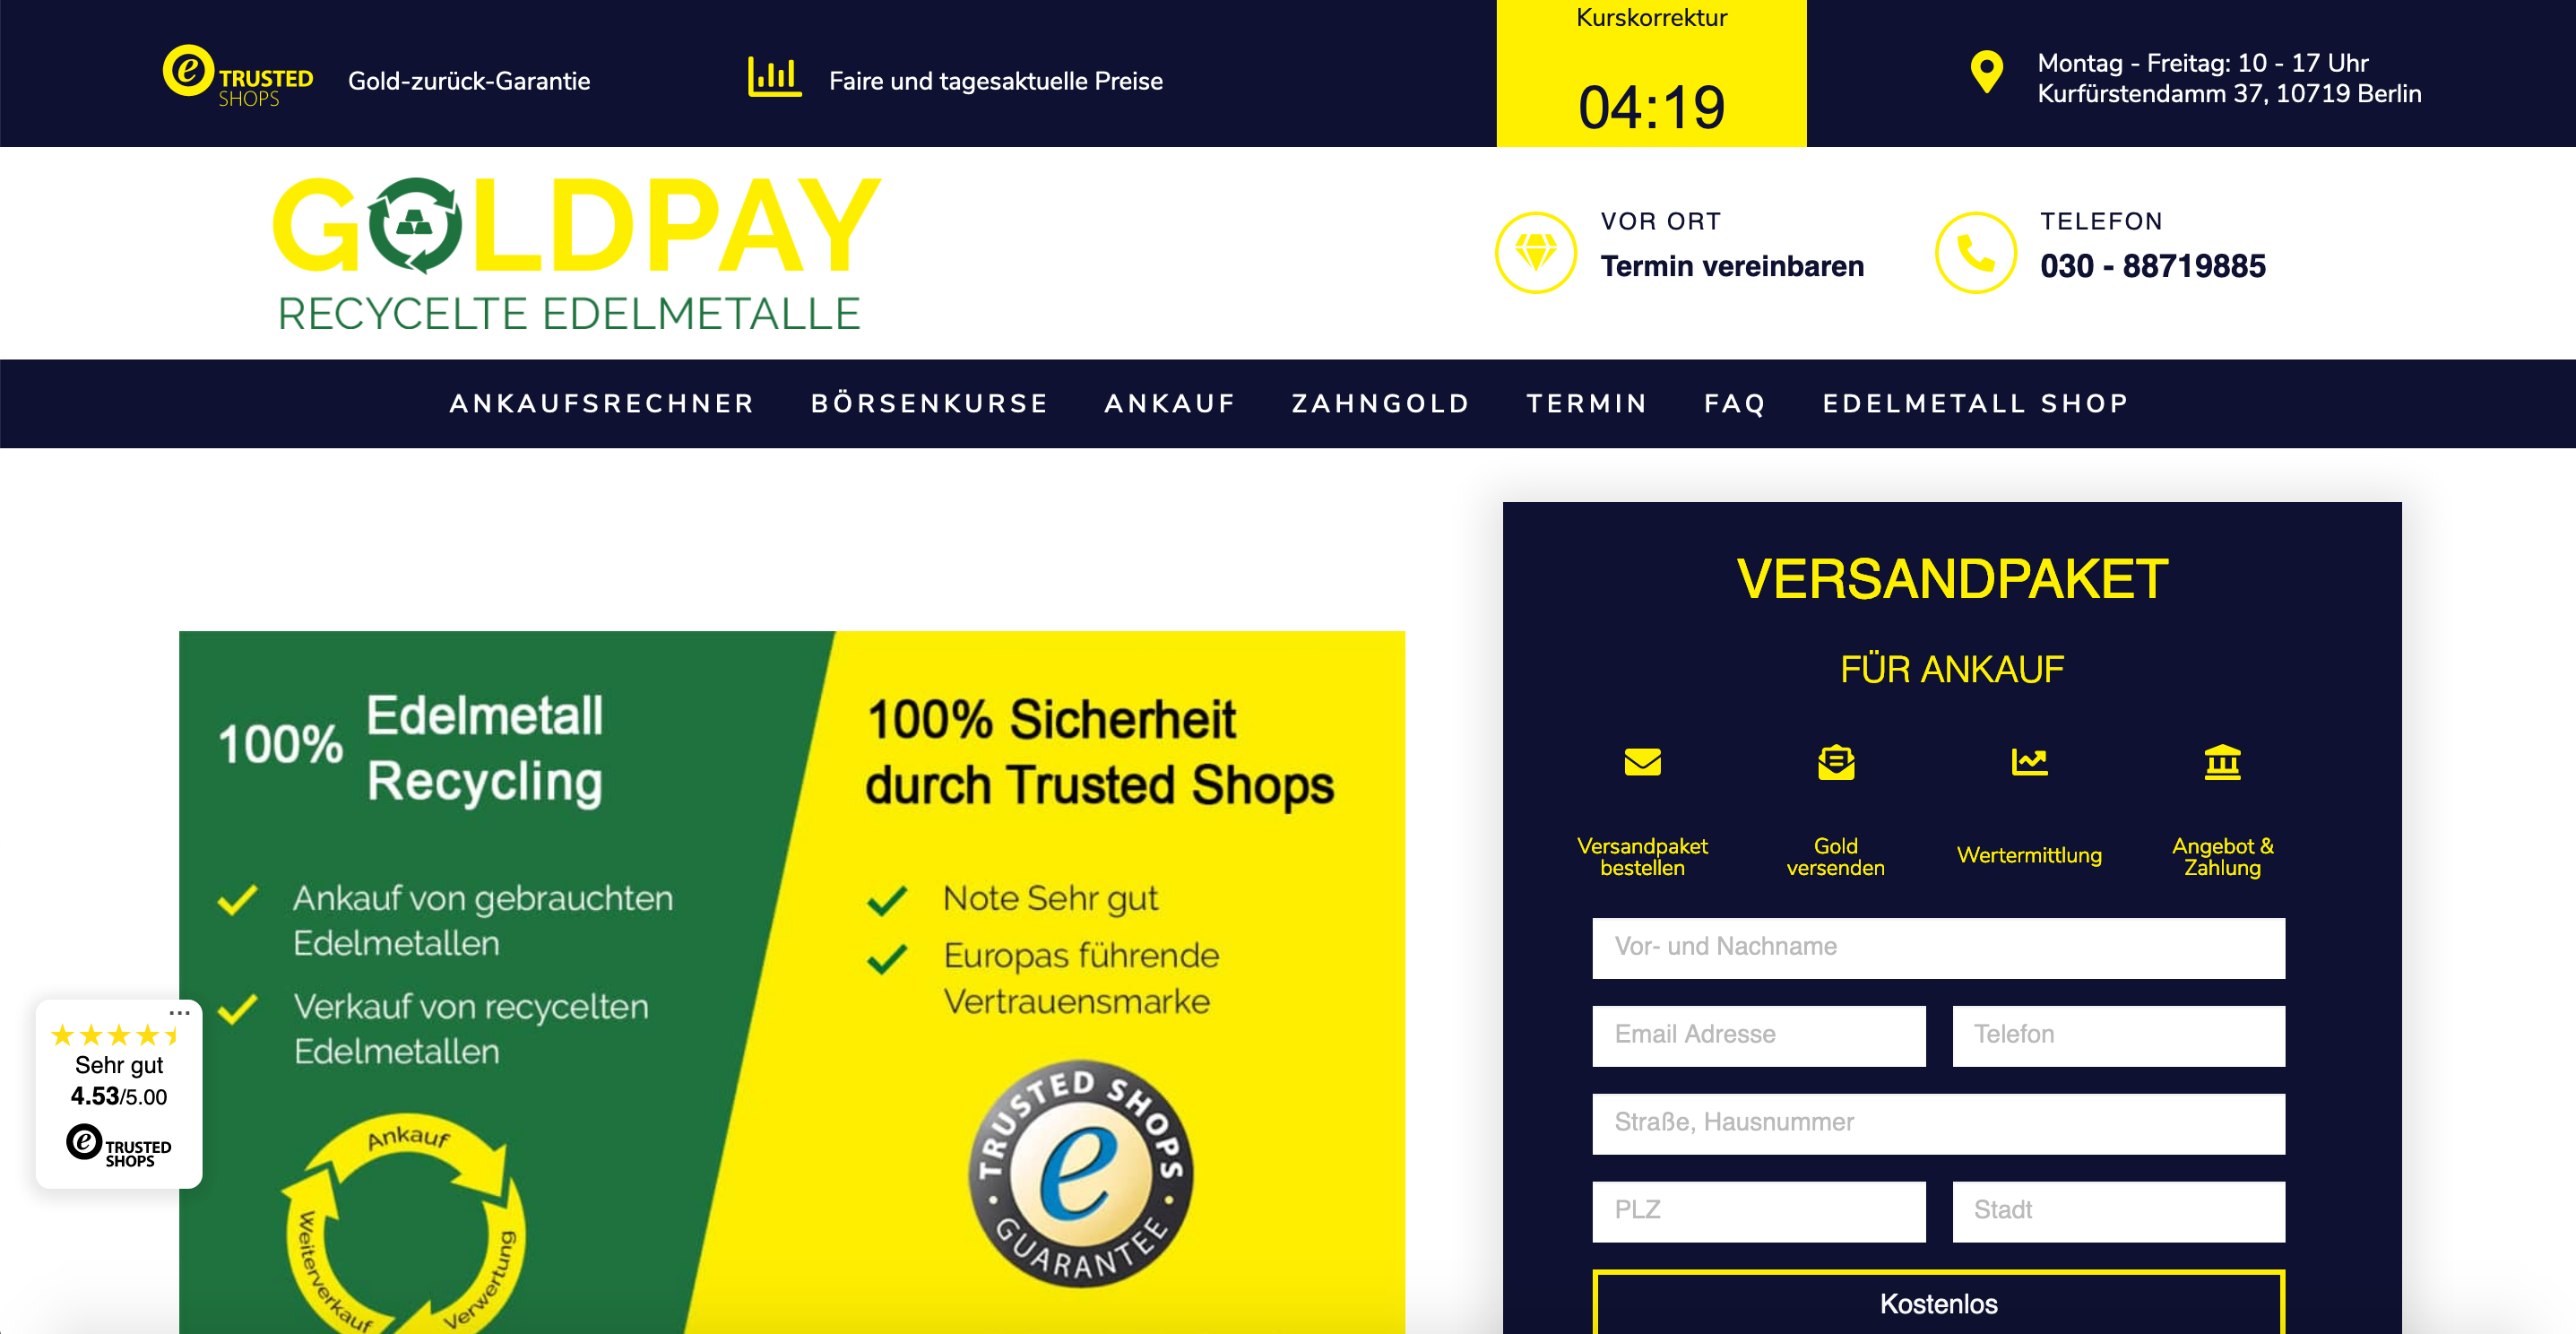 e TRUSTED
SHOPS
Gold-zurück-Garantie
Faire und tagesaktuelle Preise
Kurskorrektur
04:19
Montag - Freitag: 10 - 17 Uhr
Kurfürstendamm 37, 10719 Berlin
GOLDPAY
RECYCELTE EDELMETALLE
VOR ORT
Termin vereinbaren
TELEFON
030 - 88719885
ANKAUFSRECHNER BÖRSENKURSE ANKAUF ZAHNGOLD TERMIN FAQ EDELMETALL SHOP
100% Edelmetall
Recycling
Ankauf von gebrauchten
Edelmetallen
Verkauf von recycelten
Edelmetallen
Ankauf
Verwertung
Weiterverkauf
100% Sicherheit
durch Trusted Shops
Note Sehr gut
Europas führende
Vertrauensmarke
TRUSTED SHOPS
e
GUARANTEE
...
Sehr gut
4.53/5.00
e TRUSTED
SHOPS
VERSANDPAKET
FÜR ANKAUF
Versandpaket
bestellen
Gold
versenden
Wertermittlung
Angebot &
Zahlung
Vor- und Nachname
Email Adresse
Telefon
Straße, Hausnummer
PLZ
Stadt
Kostenlos